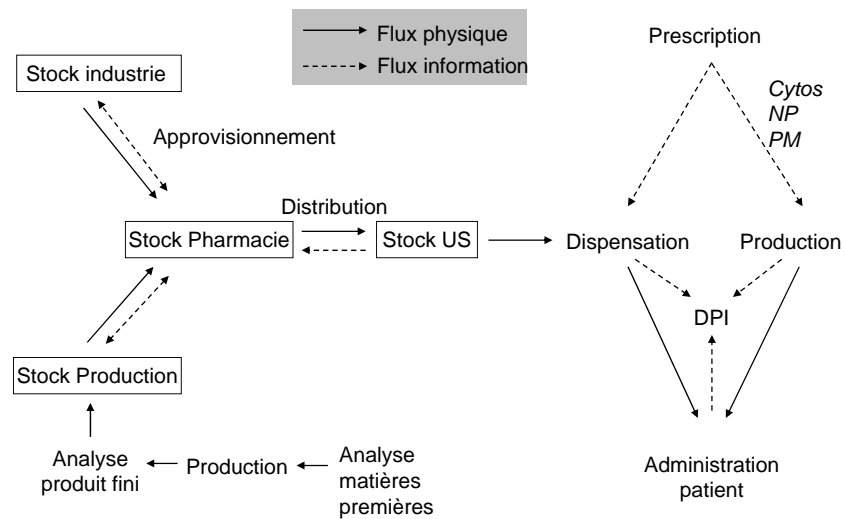 Flux physique
Flux information
Prescription
Stock industrie
Cytos
NP
PM
Approvisionnement
Distribution
Stock Pharmacie
Stock US
Dispensation
Production
DPI
Stock Production
Analyse
produit fini
Production
Analyse
matières
premières
Administration
patient